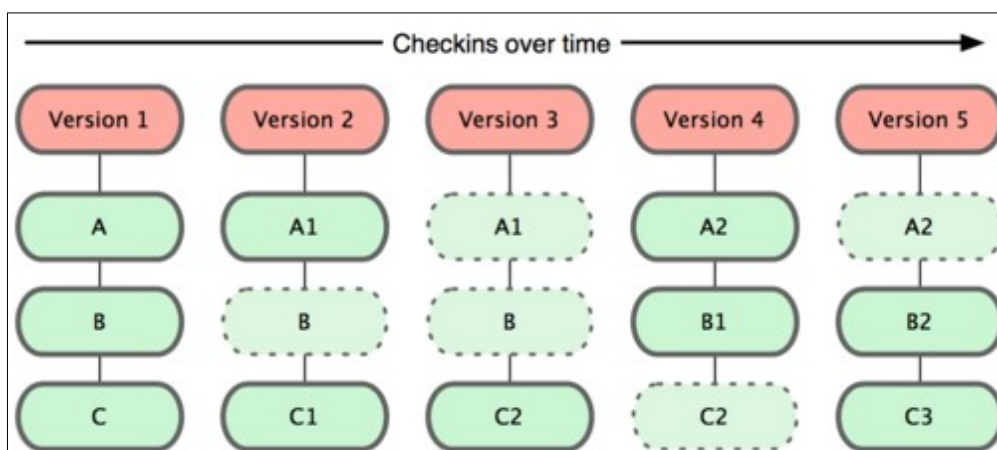 Checkins over time
Version 1 Version 2 Version 3 Version 4 Version 5
A A1 A1 A2 A2
B B B B1 B2
C C1 C2 C2 C3